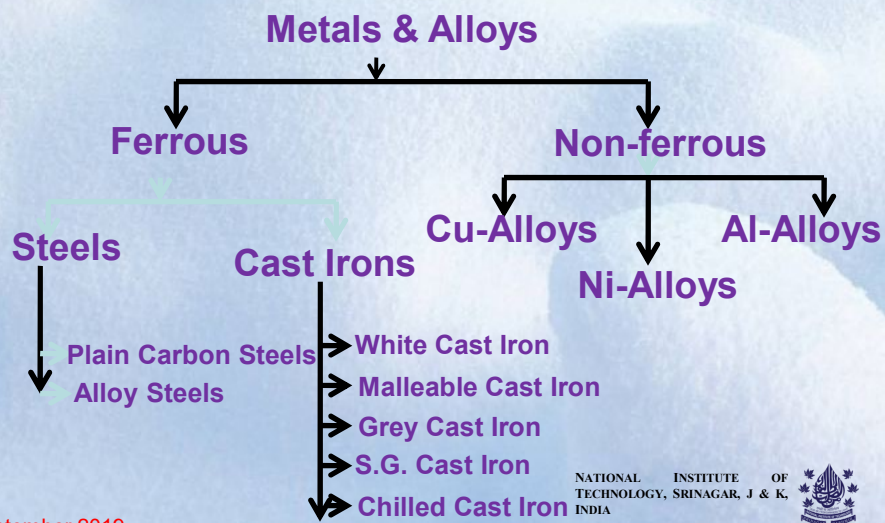 Metals & Alloys
Ferrous
Non-ferrous
Steels
Cast Irons
Cu-Alloys
Al-Alloys
Ni-Alloys
Plain Carbon Steels
Alloy Steels
White Cast Iron
Malleable Cast Iron
Grey Cast Iron
S.G. Cast Iron
Chilled Cast Iron
NATIONAL INSTITUTE OF
TECHNOLOGY, SRINAGAR, J & K,
INDIA